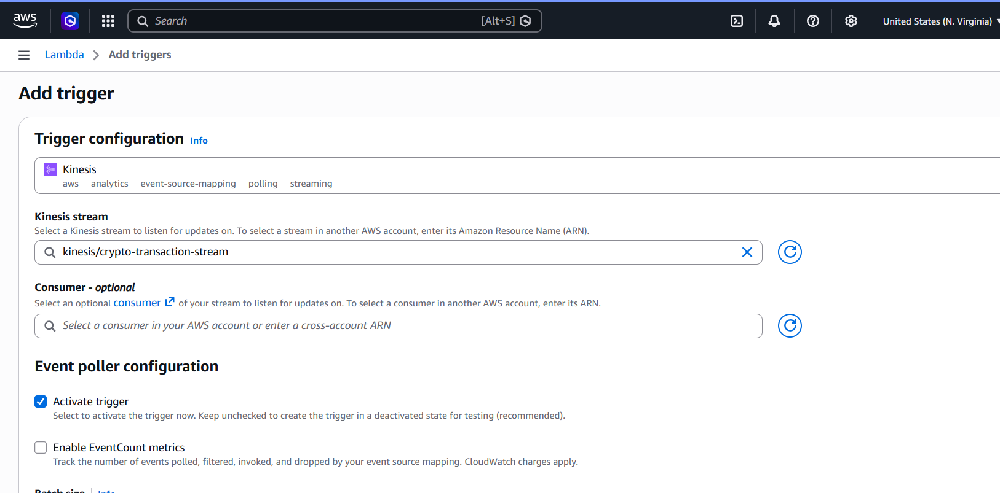 aws
Search [Alt+S]
United States (N. Virginia)
Lambda
Add triggers
Add trigger
Trigger configuration Info
Kinesis
aws analytics event-source-mapping polling streaming
Kinesis stream
Select a Kinesis stream to listen for updates on. To select a stream in another AWS account, enter its Amazon Resource Name (ARN).
kinesis/crypto-transaction-stream
Consumer - optional
Select an optional consumer of your stream to listen for updates on. To select a consumer in another AWS account, enter its ARN.
Select a consumer in your AWS account or enter a cross-account ARN
Event poller configuration
Activate trigger
Select to activate the trigger now. Keep unchecked to create the trigger in a deactivated state for testing (recommended).
Enable EventCount metrics
Track the number of events polled, filtered, invoked, and dropped by your event source mapping. CloudWatch charges apply.
Batch size Info